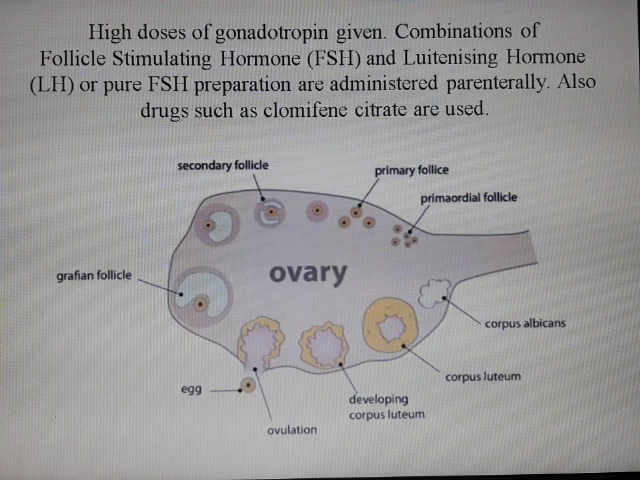 High doses of gonadotropin given. Combinations of
Follicle Stimulating Hormone (FSH) and Luitenising Hormone
(LH) or pure FSH preparation are administered parenterally. Also
drugs such as clomifene citrate are used.
secondary follicle
primary follice
primaordial follicle
grafian follicle
ovary
corpus albicans
corpus luteum
egg
developing
corpus luteum
ovulation